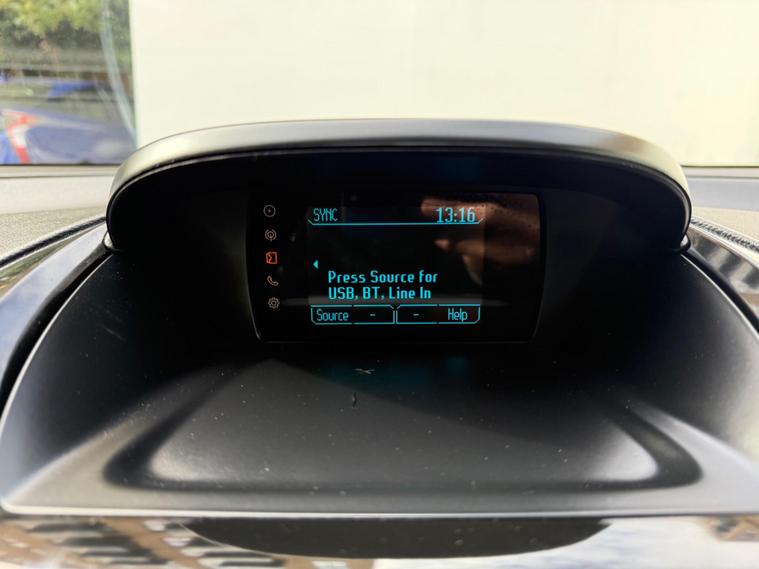 SYNC 13:16
Press Source for
USB, BT, Line In
Source - - Help